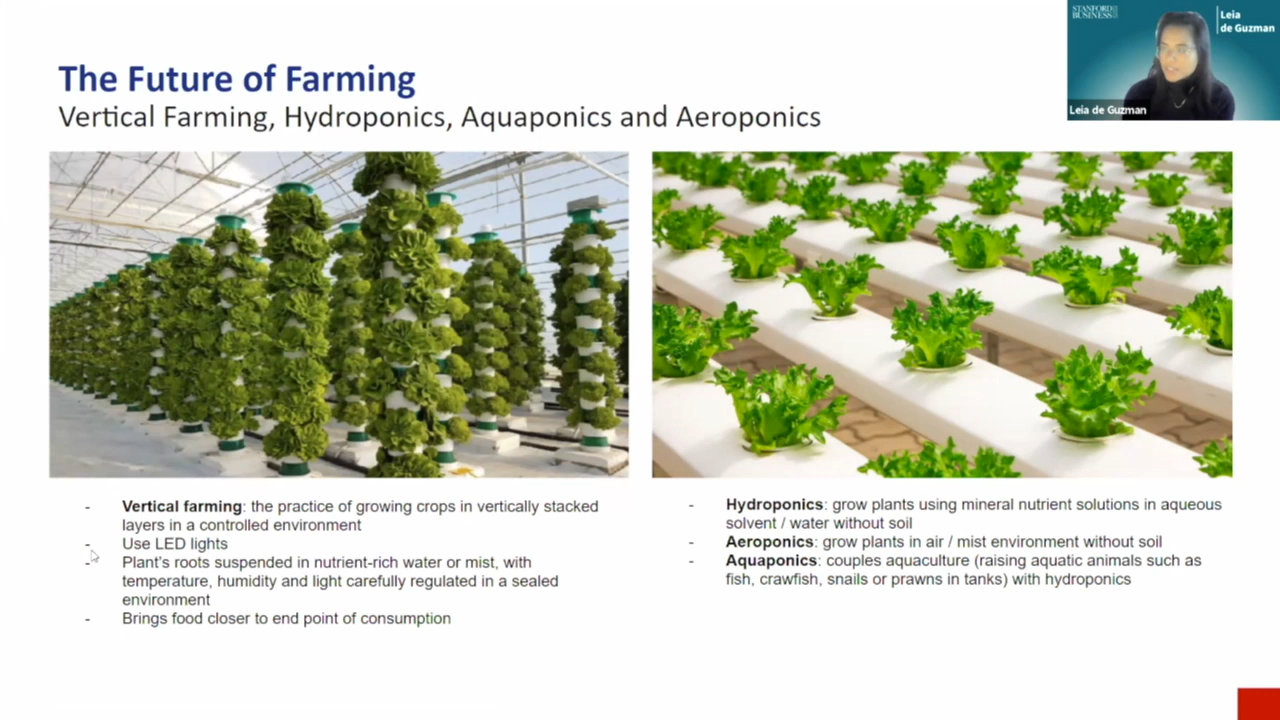 The Future of Farming
Vertical Farming, Hydroponics, Aquaponics and Aeroponics
STANFORD
BUSINESS
Leia
de Guzman
Leia de Guzman
- Vertical farming: the practice of growing crops in vertically stacked
layers in a controlled environment
- Use LED lights
- Plant's roots suspended in nutrient-rich water or mist, with
temperature, humidity and light carefully regulated in a sealed
environment
- Brings food closer to end point of consumption
- Hydroponics: grow plants using mineral nutrient solutions in aqueous
solvent / water without soil
- Aeroponics: grow plants in air / mist environment without soil
- Aquaponics: couples aquaculture (raising aquatic animals such as
fish, crawfish, snails or prawns in tanks) with hydroponics